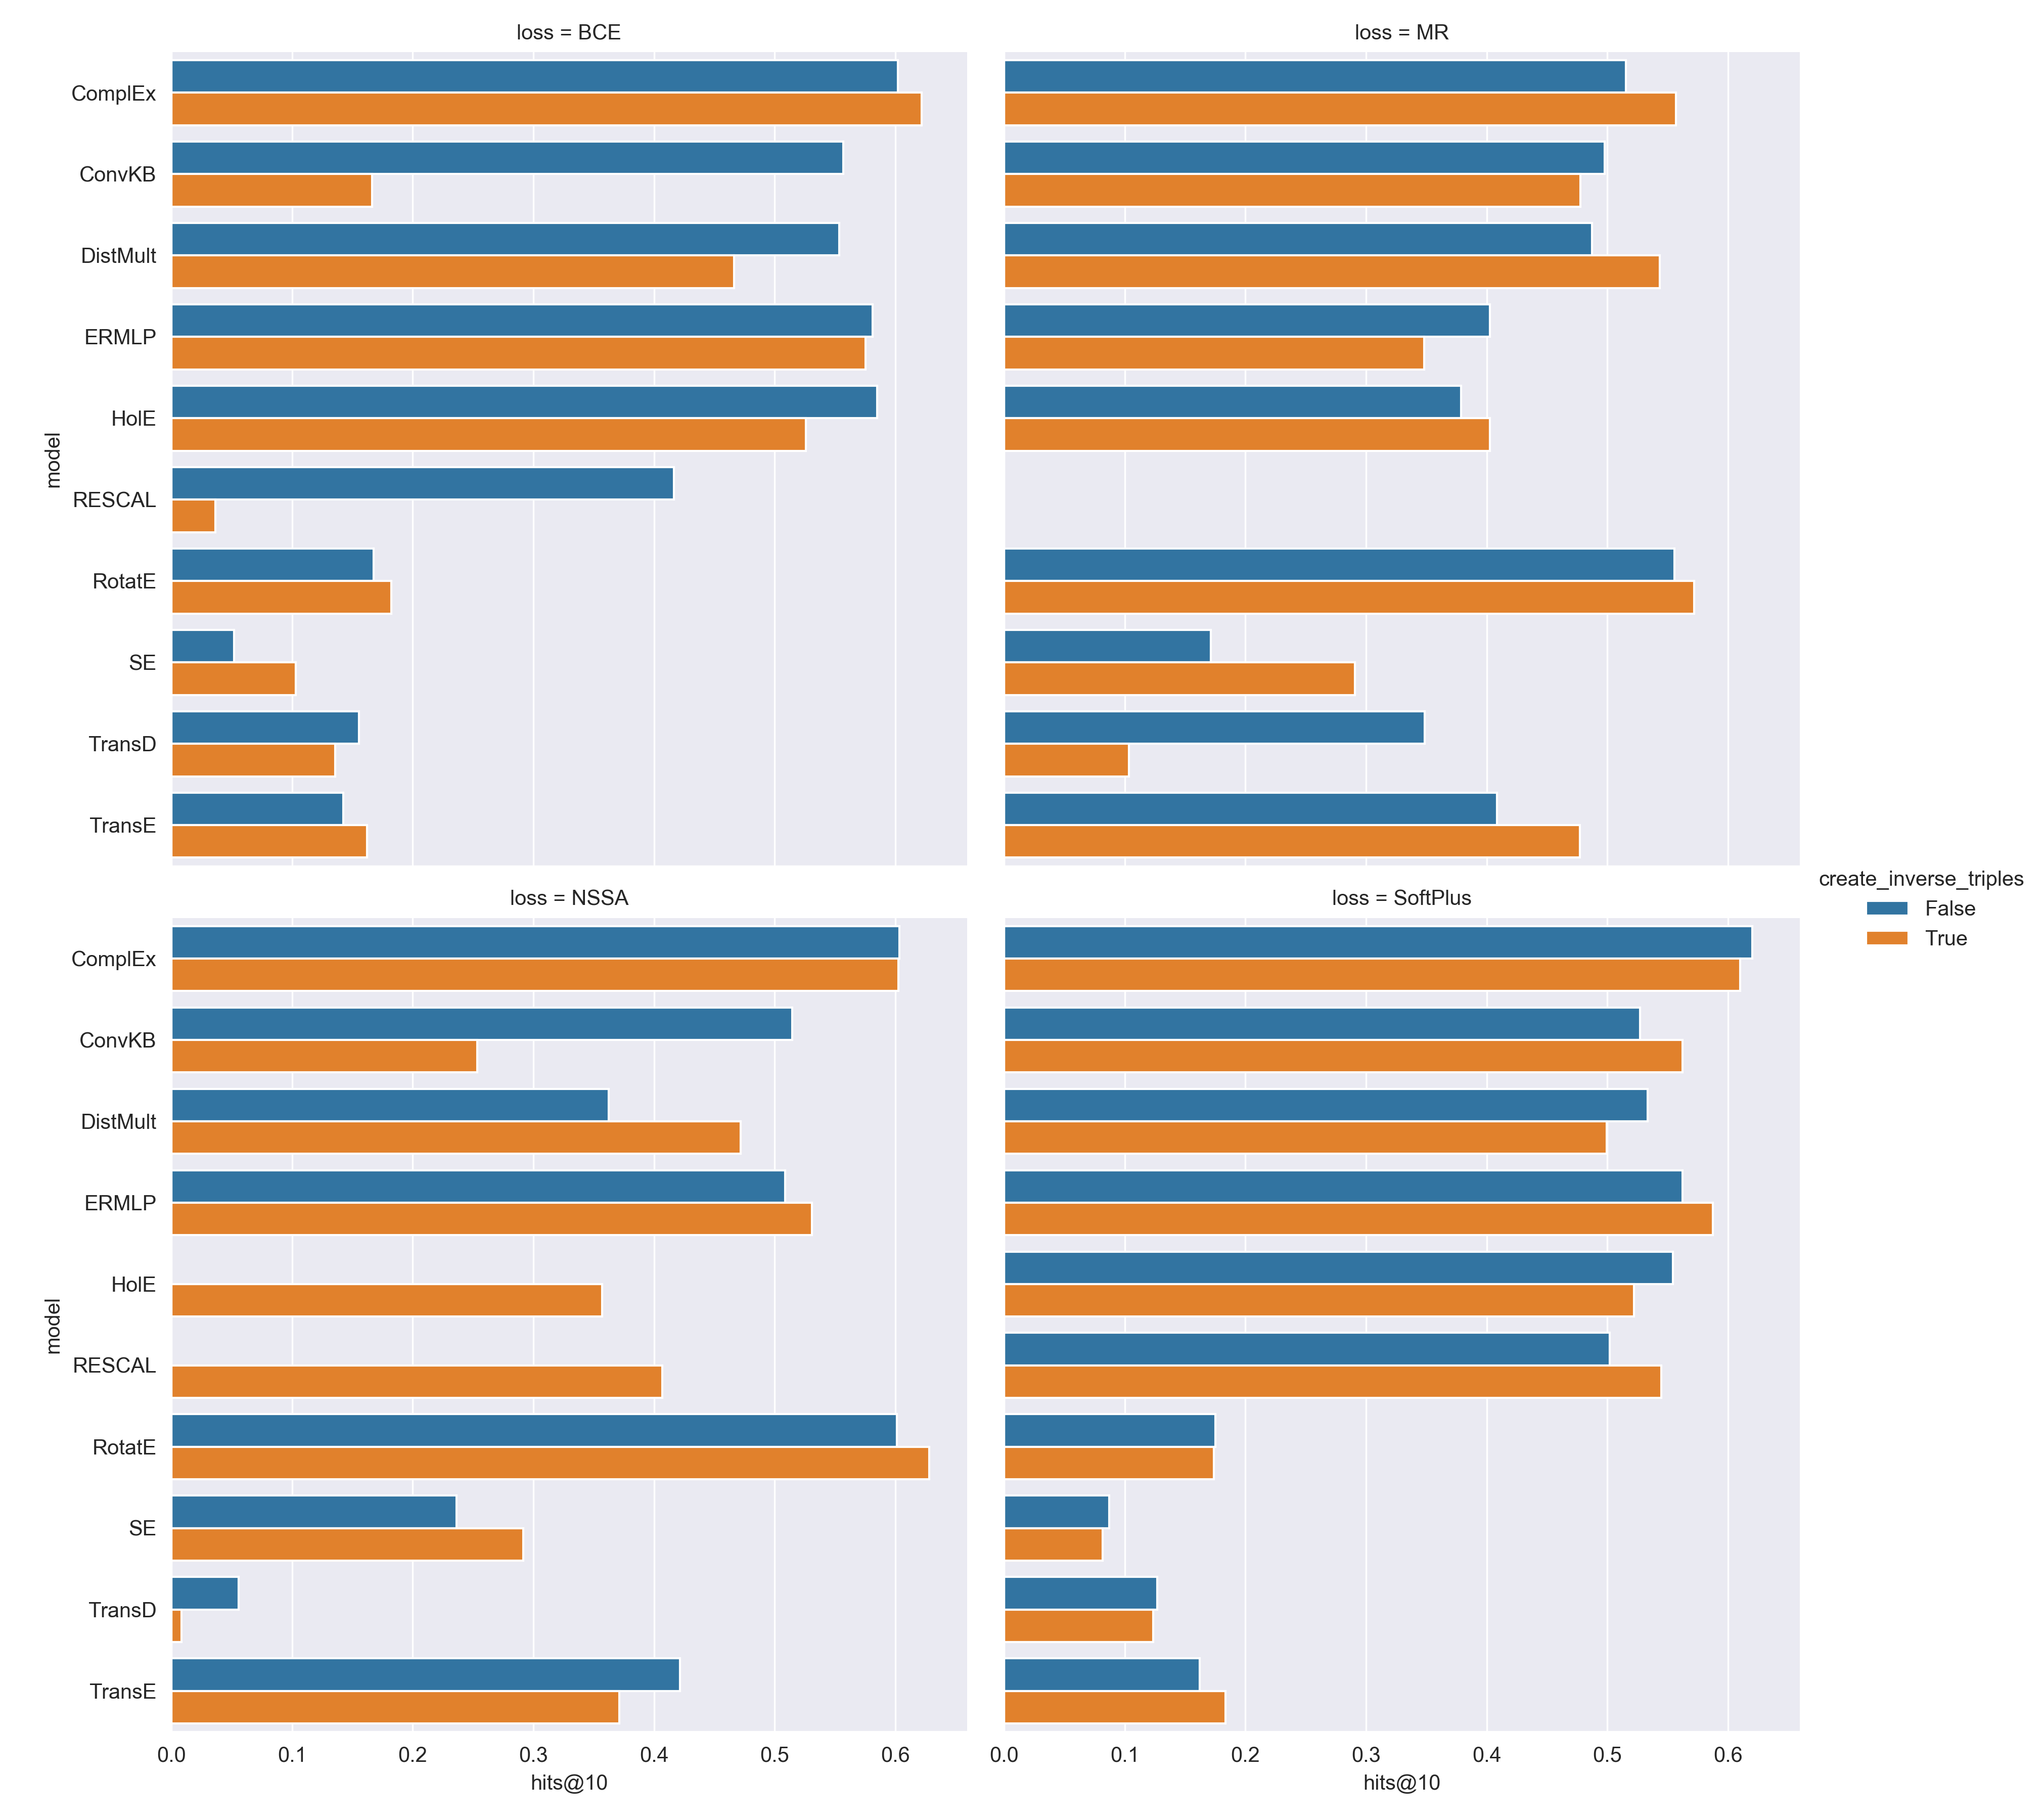 loss = BCE
ComplEx
ConvKB
DistMult
ERMLP
HolE
RESCAL
RotatE
SE
TransD
TransE
model
loss = MR
loss = NSSA
ComplEx
ConvKB
DistMult
ERMLP
HolE
RESCAL
RotatE
SE
TransD
TransE
model
0.0 0.1 0.2 0.3 0.4 0.5 0.6
hits@10
loss = SoftPlus
0.0 0.1 0.2 0.3 0.4 0.5 0.6
hits@10
create_inverse_triples
False
True